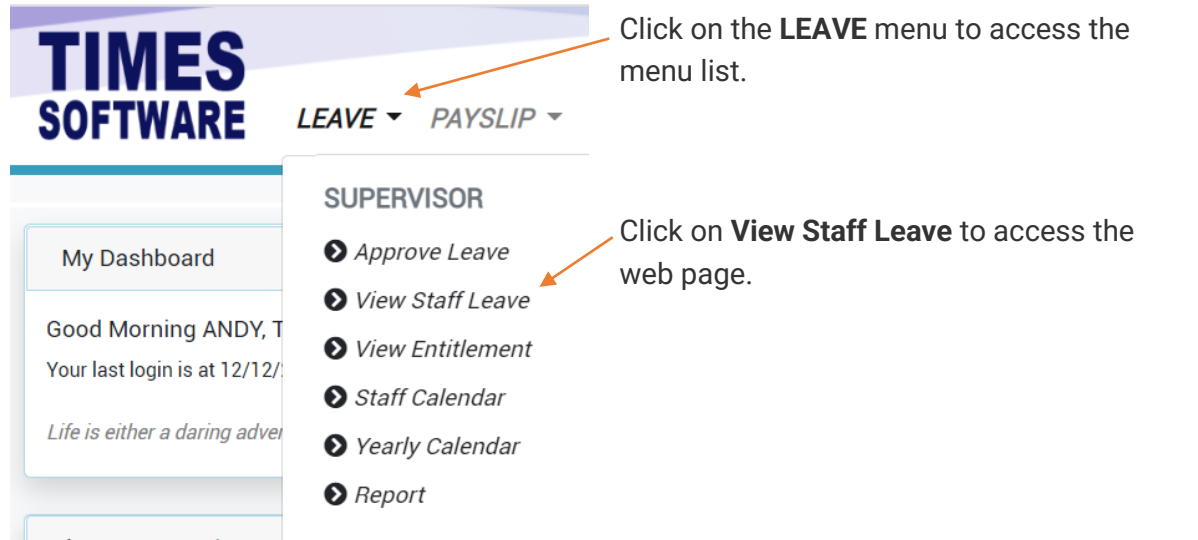 TIMES
SOFTWARE
LEAVE PAYSLIP
Click on the LEAVE menu to access the
menu list.
SUPERVISOR
Approve Leave
View Staff Leave
View Entitlement
Staff Calendar
Yearly Calendar
Report
Click on View Staff Leave to access the
web page.
My Dashboard
Good Morning ANDY, T
Your last login is at 12/12/
Life is either a daring adver